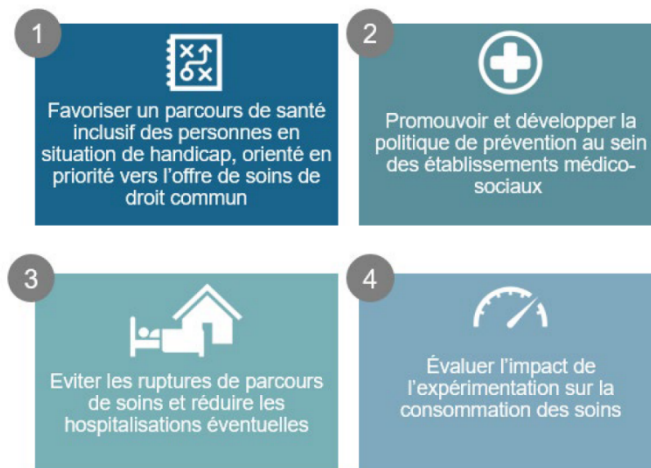 1
Favoriser un parcours de santé
inclusif des personnes en
situation de handicap, orienté en
priorité vers l'offre de soins de
droit commun
2
Promouvoir et développer la
politique de prévention au sein
des établissements médico-
sociaux
3
Eviter les ruptures de parcours
de soins et réduire les
hospitalisations éventuelles
4
Évaluer l'impact de
l'expérimentation sur la
consommation des soins